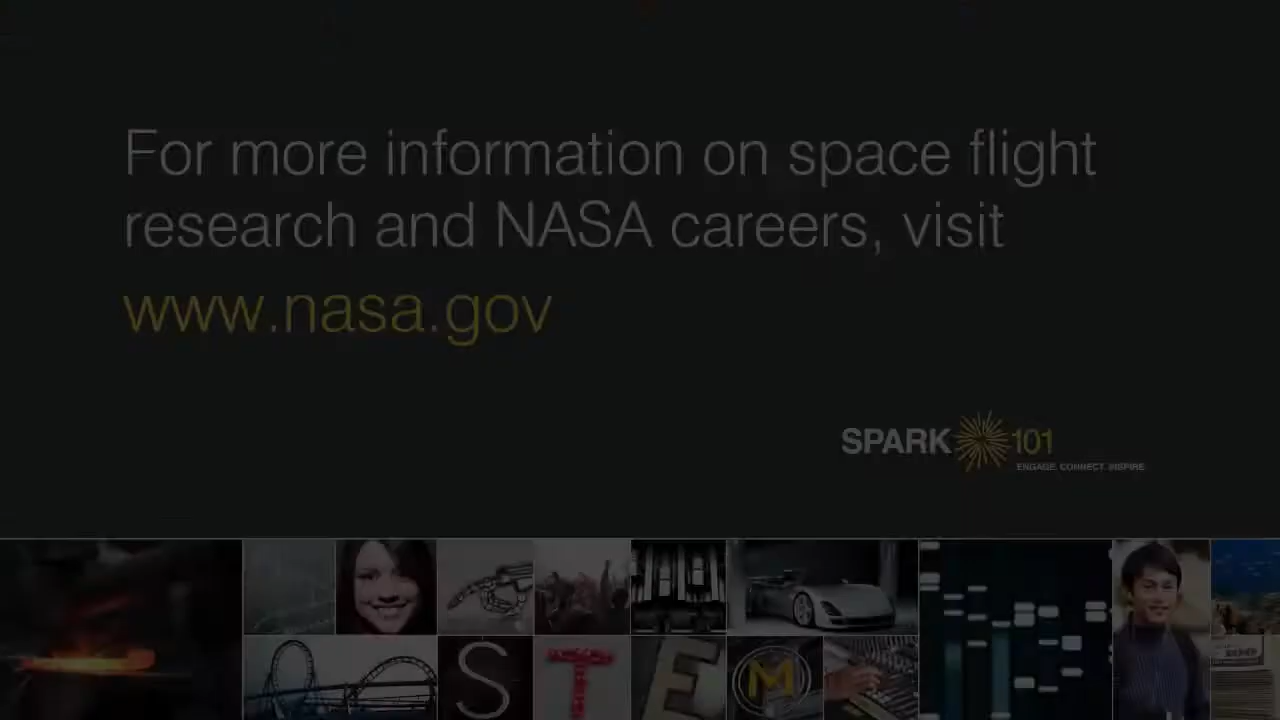 For more information on space flight
research and NASA careers, visit
www.nasa.gov
SPARK 101
ENGAGE. CONNECT. INSPIRE
S T E M